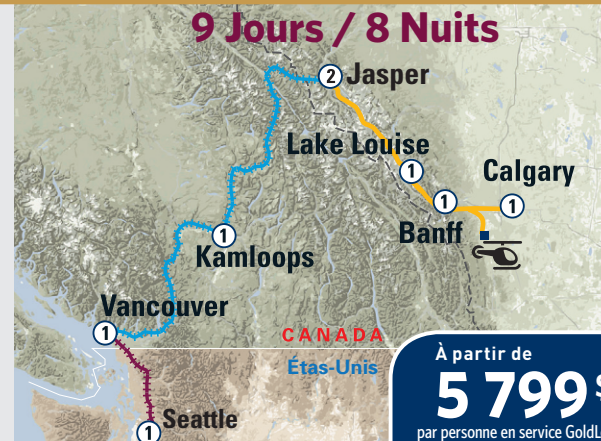 9 Jours / 8 Nuits
2 Jasper
Lake Louise
1
Calgary
1
1
Banff
1
Kamloops
Vancouver
1
CANADA
Étas-Unis
À partir de
5 799 $
par personne en service GoldL
Seattle
1